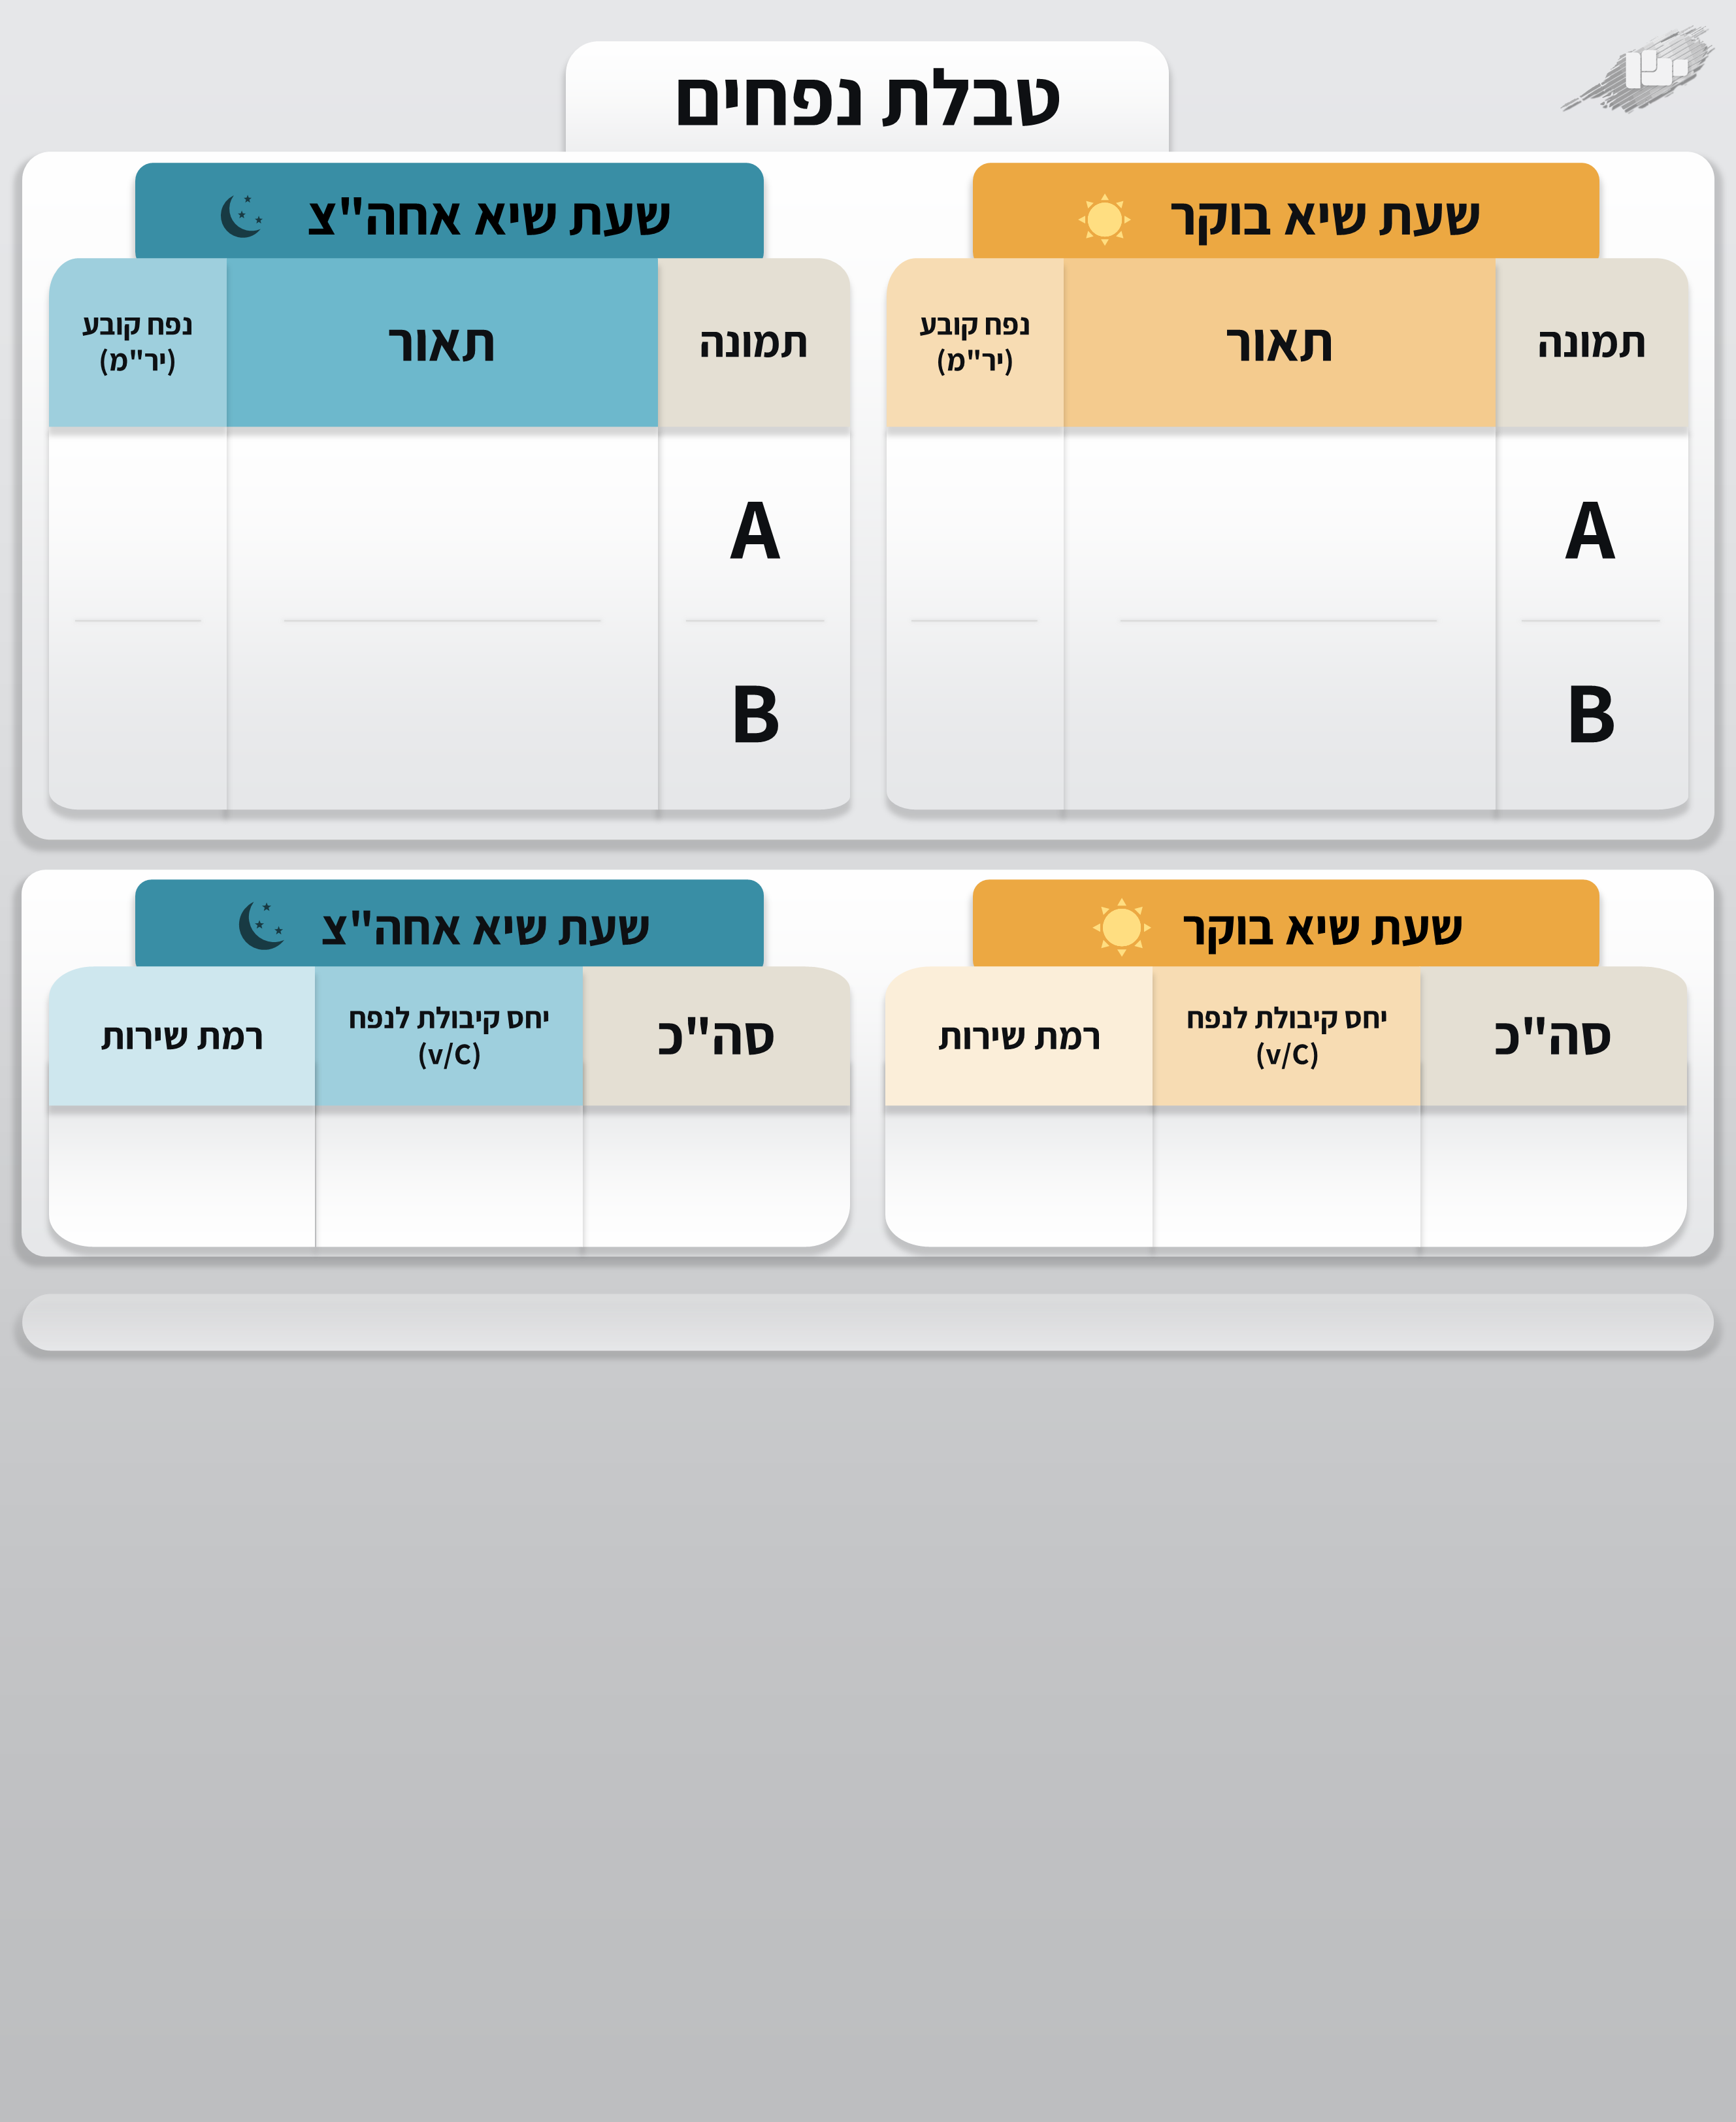 טבלת נפחים
שעת שיא בוקר
תמונה
תאור
נפח קובע
(יר"מ)
A
B
שעת שיא אחה"צ
תמונה
תאור
נפח קובע
(יר"מ)
A
B
שעת שיא בוקר
סה"כ
יחס קיבולת לנפח
(v/C)
רמת שירות
שעת שיא אחה"צ
סה"כ
יחס קיבולת לנפח
(v/C)
רמת שירות